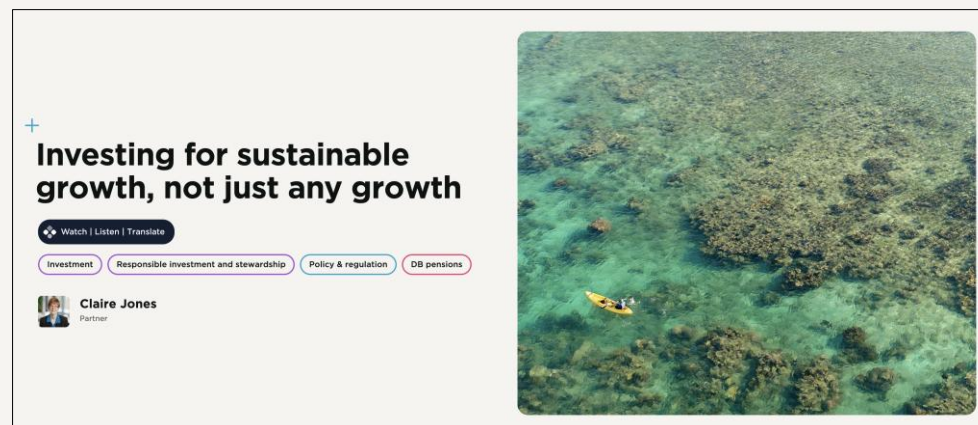 Investing for sustainable
growth, not just any growth
Watch | Listen | Translate
Investment
Responsible investment and stewardship
Policy & regulation
DB pensions
Claire Jones
Partner